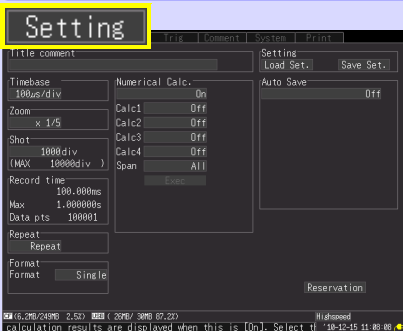 Setting
Trig Comment System Print
Title comment
Setting
Load Set. Save Set.
Timebase
100µs/div
Zoom
x 1/5
Shot
1000div
(MAX 10000div )
Record time
100.000ms
Max 1.000000s
Data pts 100001
Repeat
Repeat
Format
Format Single
Numerical Calc.
On
Calc1 Off
Calc2 Off
Calc3 Off
Calc4 Off
Span All
Exec
Auto Save
Off
Reservation
CF (6.2MB/249MB 2.5%) USB ( 26MB/ 30MB 87.2%) Highspeed
calculation results are displayed when this is [On]. Select t '10-12-15 11:08:08